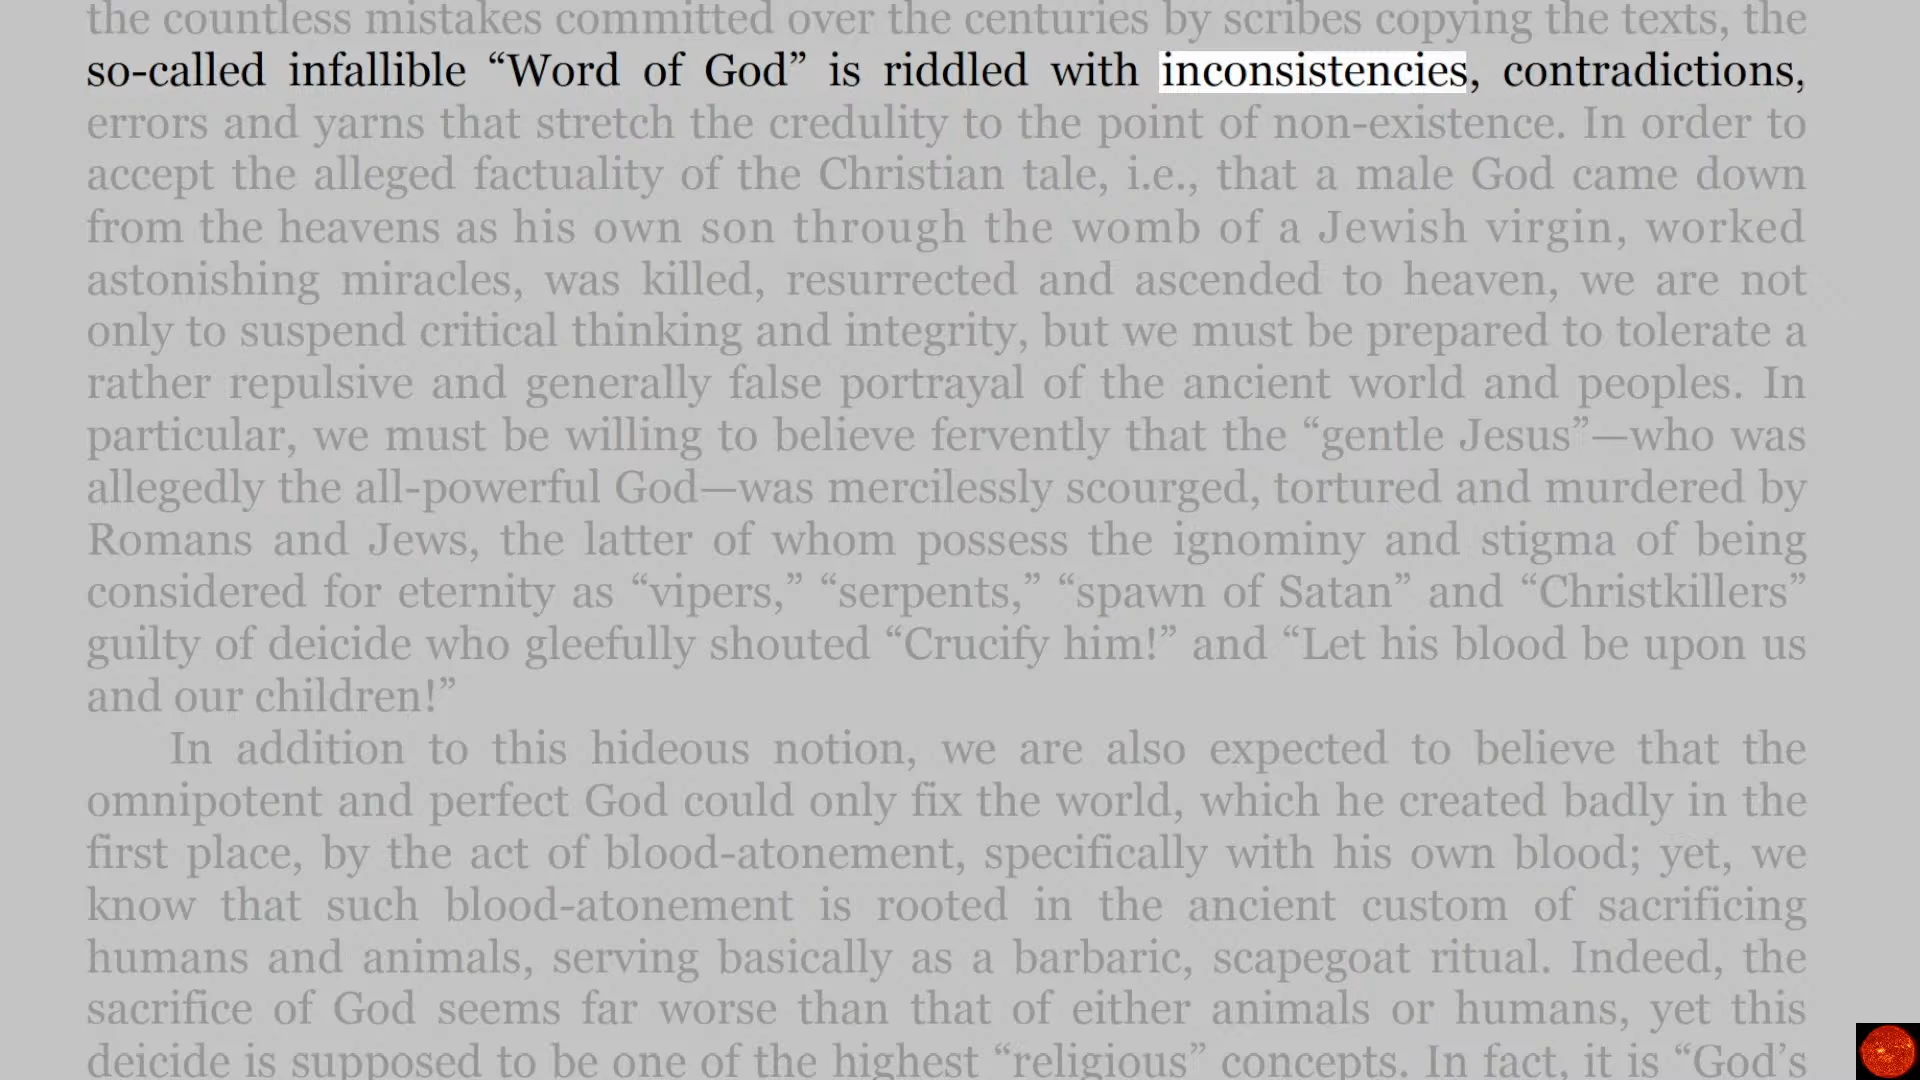 the countless mistakes committed over the centuries by scribes copying the texts, the
so-called infallible “Word of God” is riddled with inconsistencies, contradictions,
errors and yarns that stretch the credulity to the point of non-existence. In order to
accept the alleged factuality of the Christian tale, i.e., that a male God came down
from the heavens as his own son through the womb of a Jewish virgin, worked
astonishing miracles, was killed, resurrected and ascended to heaven, we are not
only to suspend critical thinking and integrity, but we must be prepared to tolerate a
rather repulsive and generally false portrayal of the ancient world and peoples. In
particular, we must be willing to believe fervently that the “gentle Jesus”—who was
allegedly the all-powerful God—was mercilessly scourged, tortured and murdered by
Romans and Jews, the latter of whom possess the ignominy and stigma of being
considered for eternity as “vipers,” “serpents,” “spawn of Satan” and “Christkillers”
guilty of deicide who gleefully shouted “Crucify him!” and “Let his blood be upon us
and our children!”
In addition to this hideous notion, we are also expected to believe that the
omnipotent and perfect God could only fix the world, which he created badly in the
first place, by the act of blood-atonement, specifically with his own blood; yet, we
know that such blood-atonement is rooted in the ancient custom of sacrificing
humans and animals, serving basically as a barbaric, scapegoat ritual. Indeed, the
sacrifice of God seems far worse than that of either animals or humans, yet this
deicide is supposed to be one of the highest “religious” concepts. In fact, it is “God’s